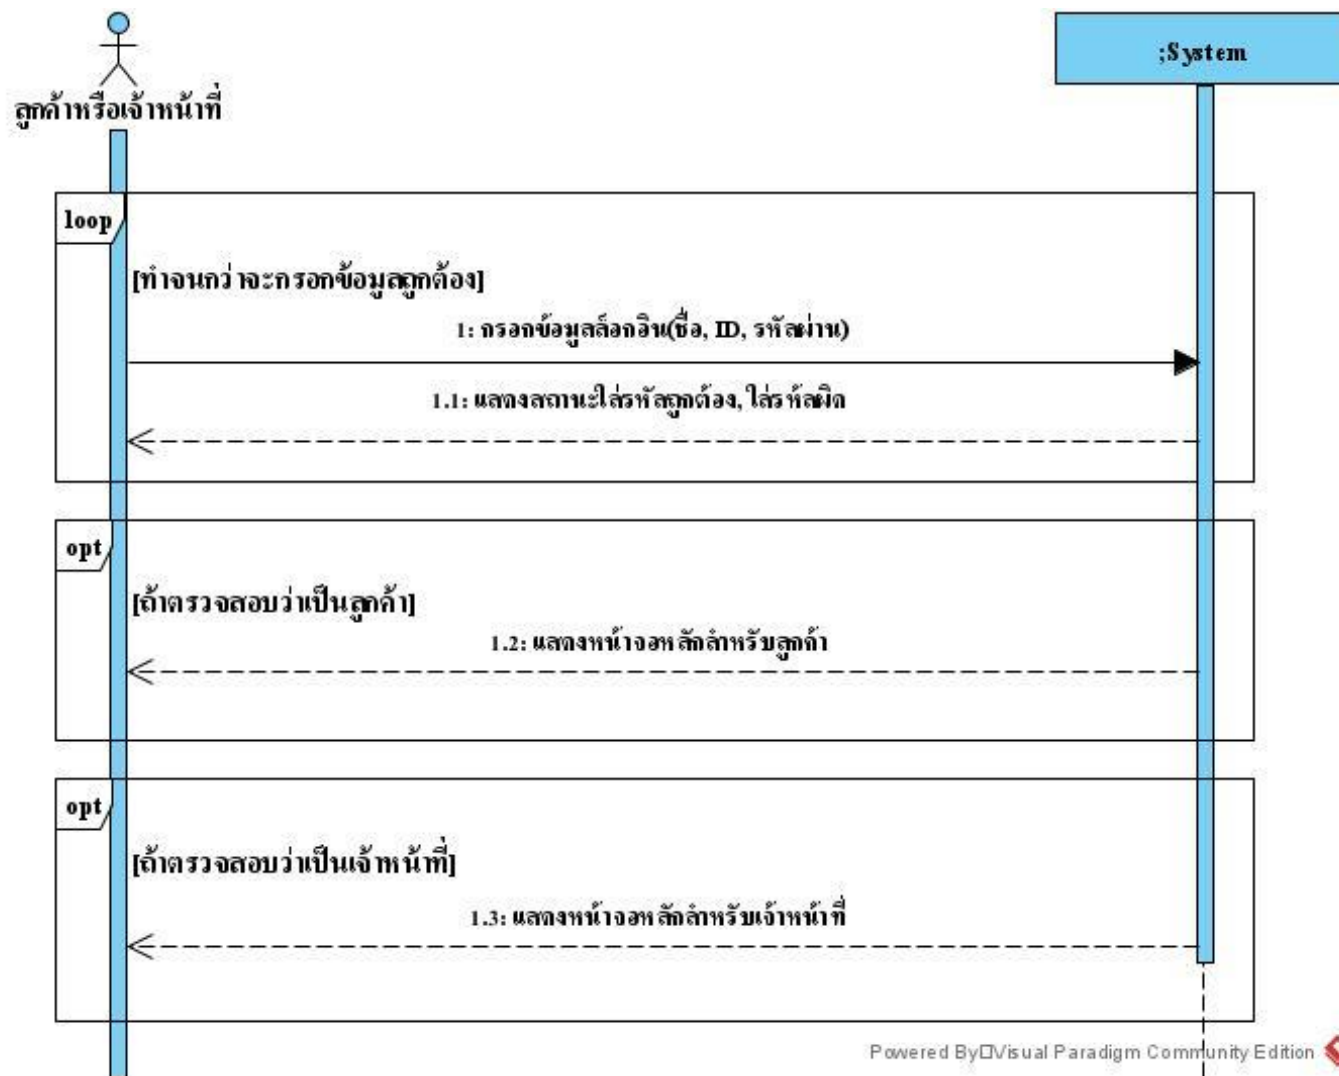 ลูกค้าหรือเจ้าหน้าที่
;System
loop
[ทำจนกว่าจะกรอกข้อมูลถูกต้อง]
1: กรอกข้อมูลล็อกอิน(ชื่อ, ID, รหัสผ่าน)
1.1: แสดงสถานะใส่รหัสถูกต้อง, ใส่รหัสผิด
opt
[ถ้าตรวจสอบว่าเป็นลูกค้า]
1.2: แสดงหน้าจอหลักสำหรับลูกค้า
opt
[ถ้าตรวจสอบว่าเป็นเจ้าหน้าที่]
1.3: แสดงหน้าจอหลักสำหรับเจ้าหน้าที่
Powered By□Visual Paradigm Community Edition